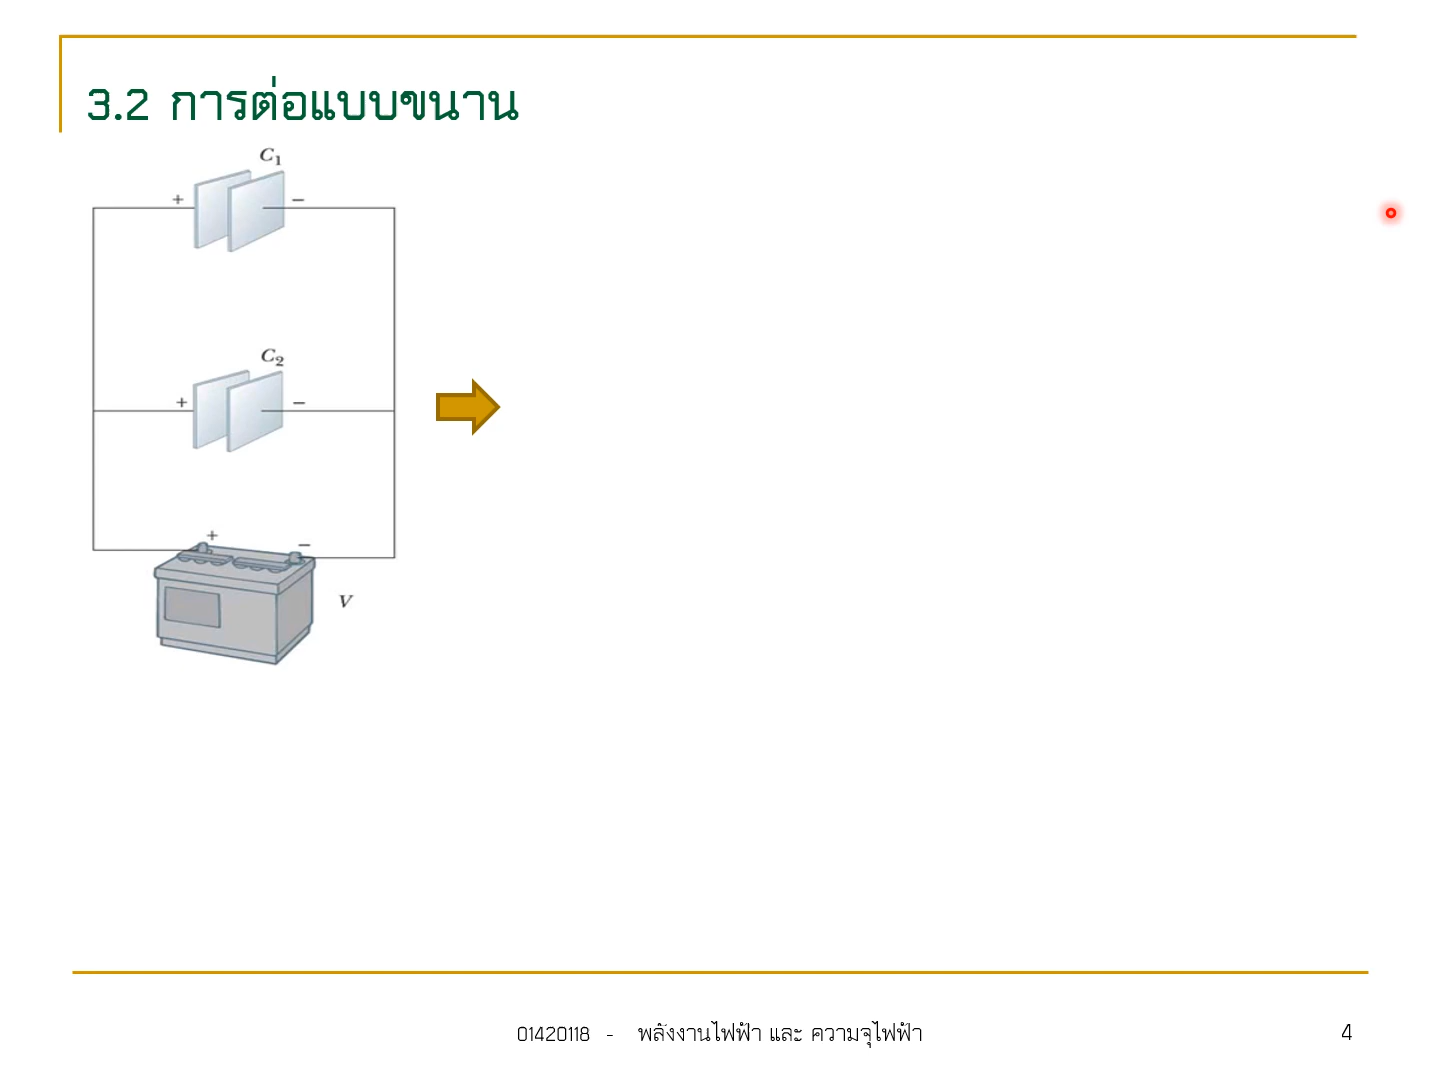 3.2 การต่อแบบขนาน
C1
+ −
C2
+ −
+ −
V
01420118 - พลังงานไฟฟ้า และ ความจุไฟฟ้า
4